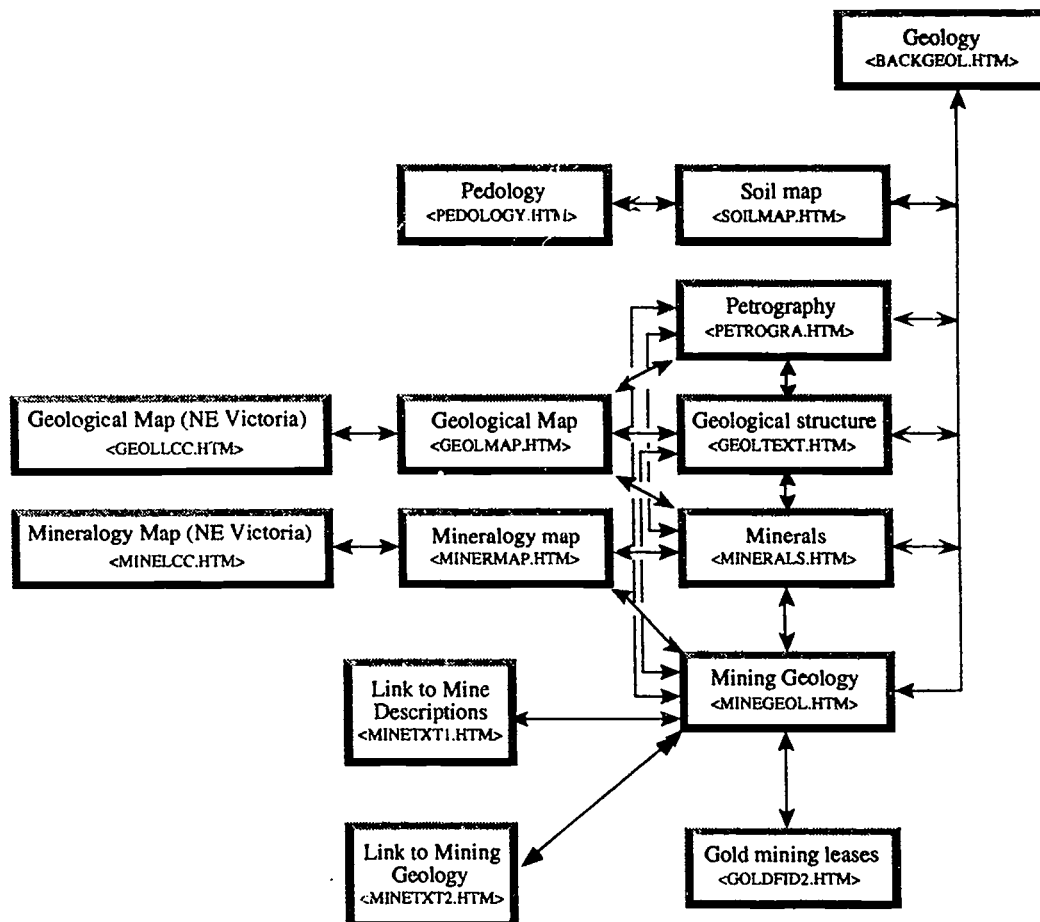 Geology
<BACKGEOL.HTM>
Pedology
<PEDOLOGY.HTM>
Soil map
<SOILMAP.HTM>
Petrography
<PETROGRA.HTM>
Geological Map (NE Victoria)
<GEOLLCC.HTM>
Geological Map
<GEOLMAP.HTM>
Geological structure
<GEOLTEXT.HTM>
Mineralogy Map (NE Victoria)
<MINELCC.HTM>
Mineralogy map
<MINERMAP.HTM>
Minerals
<MINERALS.HTM>
Link to Mine
Descriptions
<MINETXT1.HTM>
Mining Geology
<MINEGEOL.HTM>
Link to Mining
Geology
<MINETXT2.HTM>
Gold mining leases
<GOLDFID2.HTM>